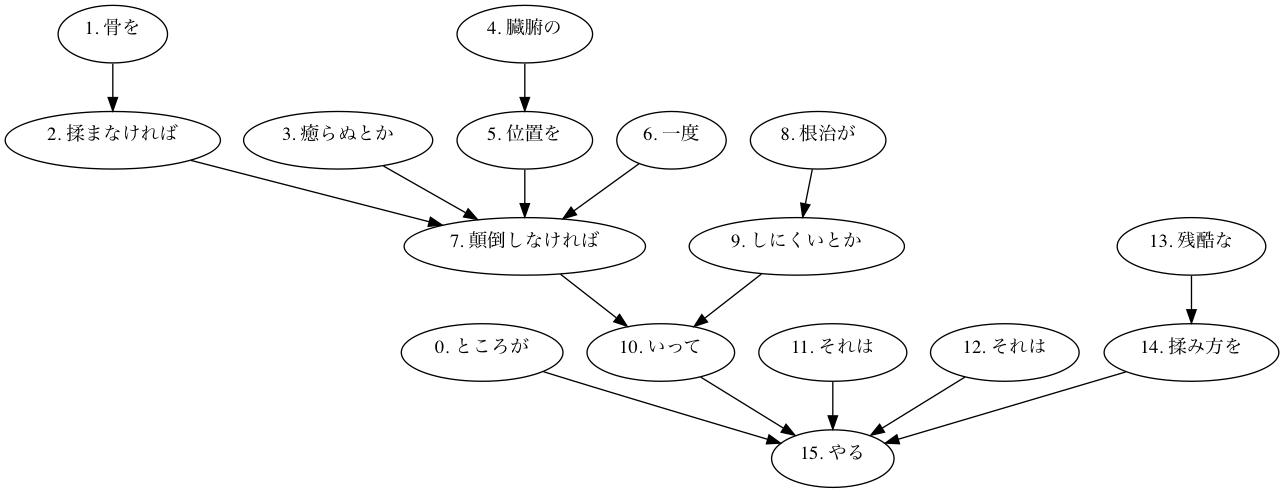 1. 骨を
4. 臓腑の
2. 揉まなければ
3. 癒らぬとか
5. 位置を
6. 一度
8. 根治が
7. 顛倒しなければ
9. しにくいとか
13. 残酷な
0. ところが
10. いって
11. それは
12. それは
14. 揉み方を
15. やる